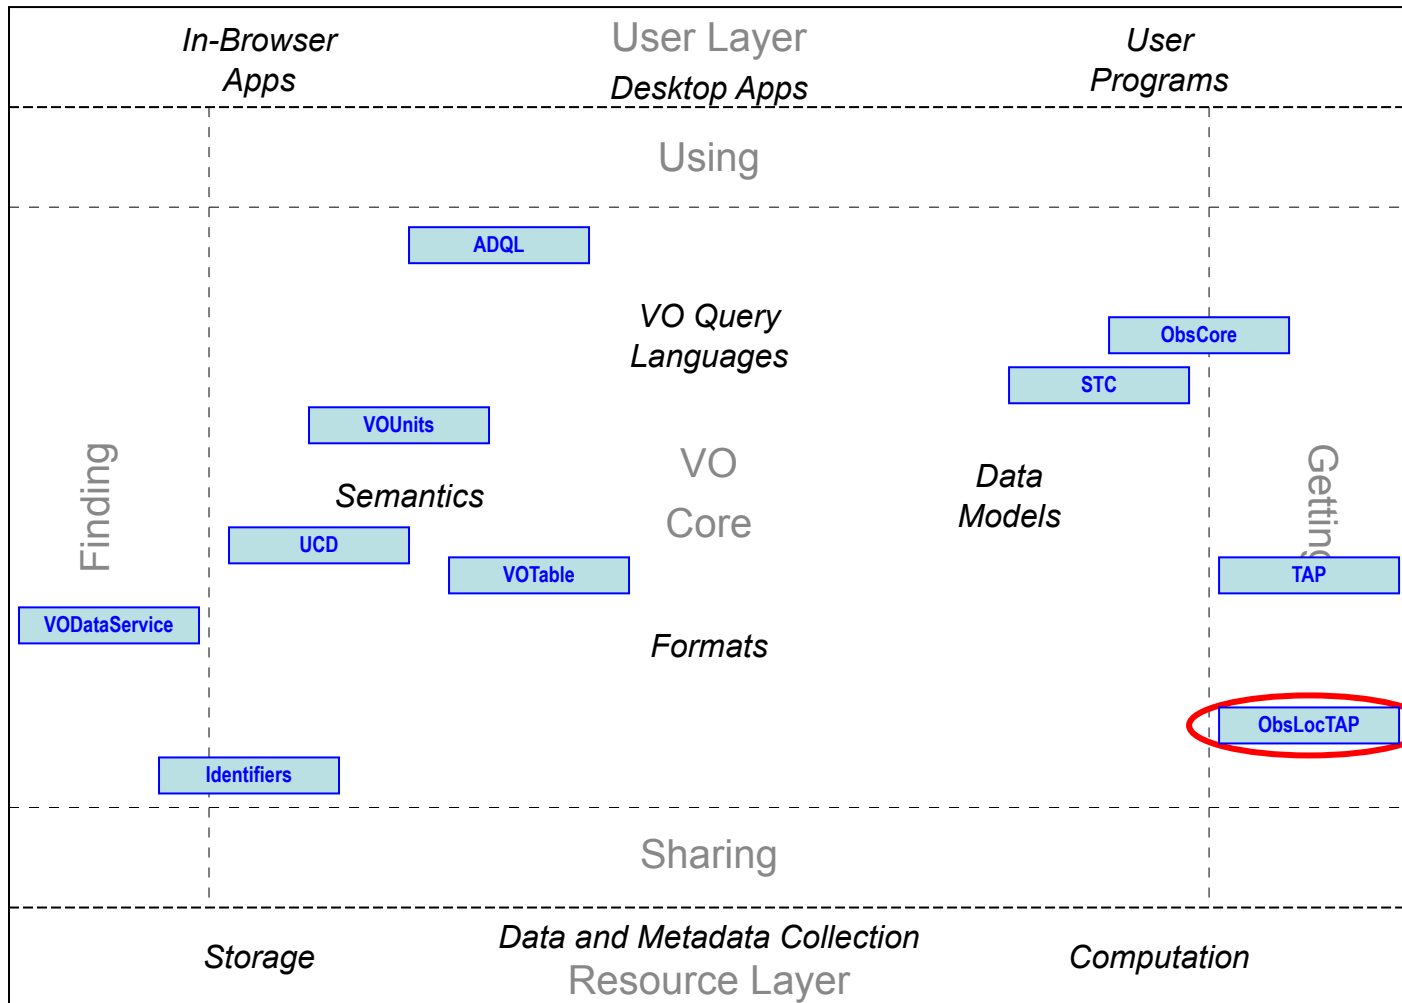 In-Browser
Apps
User Layer
Desktop Apps
User
Programs
Using
ADQL
VO Query
Languages
ObsCore
STC
VOUnits
Finding
Semantics
VO
Core
Data
Models
Getting
UCD
VOTable
TAP
VODataService
Formats
ObsLocTAP
Identifiers
Sharing
Storage
Data and Metadata Collection
Computation
Resource Layer